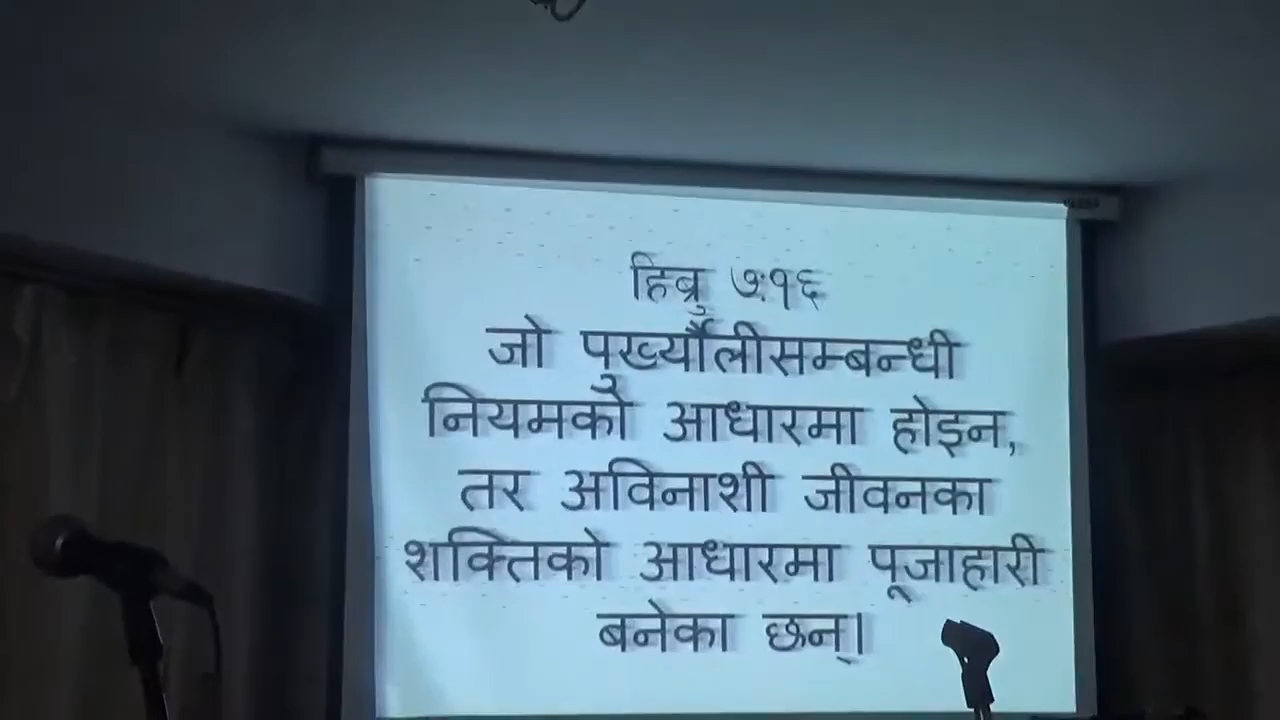 हिब्रु ७:१६
जो पुर्ख्यौलीसम्बन्धी
नियमको आधारमा होइन,
तर अविनाशी जीवनका
शक्तिको आधारमा पूजाहारी
बनेका छन्।